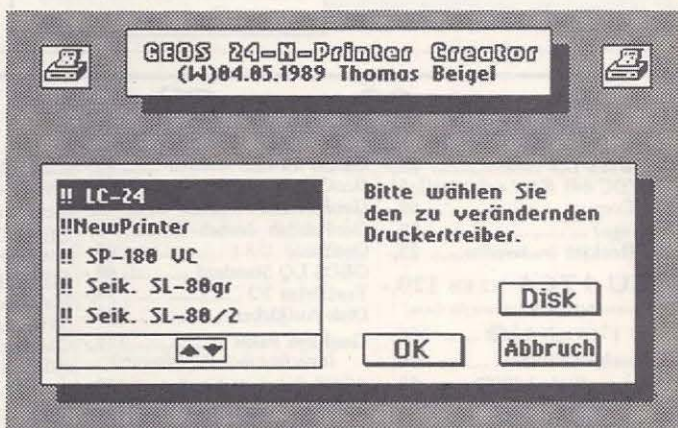 GEOS 24-N-Printer Creator
(W)04.05.1989 Thomas Beigel
!! LC-24
!!NewPrinter
!! SP-180 VC
!! Seik. SL-80gr
!! Seik. SL-80/2
Bitte wählen Sie
den zu verändernden
Druckertreiber.
Disk
OK
Abbruch